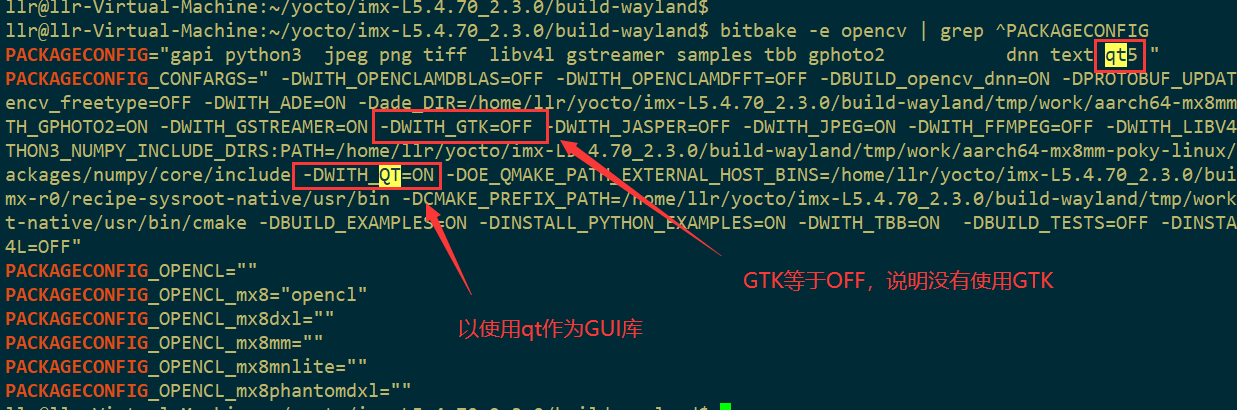 llr@llr-Virtual-Machine:~/yocto/imx-L5.4.70_2.3.0/build-wayland$
llr@llr-Virtual-Machine:~/yocto/imx-L5.4.70_2.3.0/build-wayland$ bitbake -e opencv | grep ^PACKAGECONFIG
PACKAGECONFIG="gapi python3  jpeg png tiff  libv4l gstreamer samples tbb gphoto2        dnn text qt5 "
PACKAGECONFIG_CONFARGS=" -DWITH_OPENCLAMDBLAS=OFF -DWITH_OPENCLAMDFFT=OFF -DBUILD_opencv_dnn=ON -DPROTOBUF_UPDAT
encv_freetype=OFF -DWITH_ADE=ON -Dade_DIR=/home/llr/yocto/imx-L5.4.70_2.3.0/build-wayland/tmp/work/aarch64-mx8mm
TH_GPHOTO2=ON -DWITH_GSTREAMER=ON -DWITH_GTK=OFF -DWITH_JASPER=OFF -DWITH_JPEG=ON -DWITH_FFMPEG=OFF -DWITH_LIBV4
THON3_NUMPY_INCLUDE_DIRS:PATH=/home/llr/yocto/imx-L5.4.70_2.3.0/build-wayland/tmp/work/aarch64-mx8mm-poky-linux/
ackages/numpy/core/include -DWITH_QT=ON -DOE_QMAKE_PATH_EXTERNAL_HOST_BINS=/home/llr/yocto/imx-L5.4.70_2.3.0/bui
mx-r0/recipe-sysroot-native/usr/bin -DCMAKE_PREFIX_PATH=/home/llr/yocto/imx-L5.4.70_2.3.0/build-wayland/tmp/work
t-native/usr/bin/cmake -DBUILD_EXAMPLES=ON -DINSTALL_PYTHON_EXAMPLES=ON -DWITH_TBB=ON  -DBUILD_TESTS=OFF -DINSTA
4L=OFF"
PACKAGECONFIG_OPENCL=""
GTK等于OFF，说明没有使用GTK
PACKAGECONFIG_OPENCL_mx8="opencl"
PACKAGECONFIG_OPENCL_mx8dxl=""
以使用qt作为GUI库
PACKAGECONFIG_OPENCL_mx8mm=""
PACKAGECONFIG_OPENCL_mx8mnlite=""
PACKAGECONFIG_OPENCL_mx8phantomdxl=""
llr@llr-Virtual-Machine:~/yocto/imx-L5.4.70_2.3.0/build-wayland$